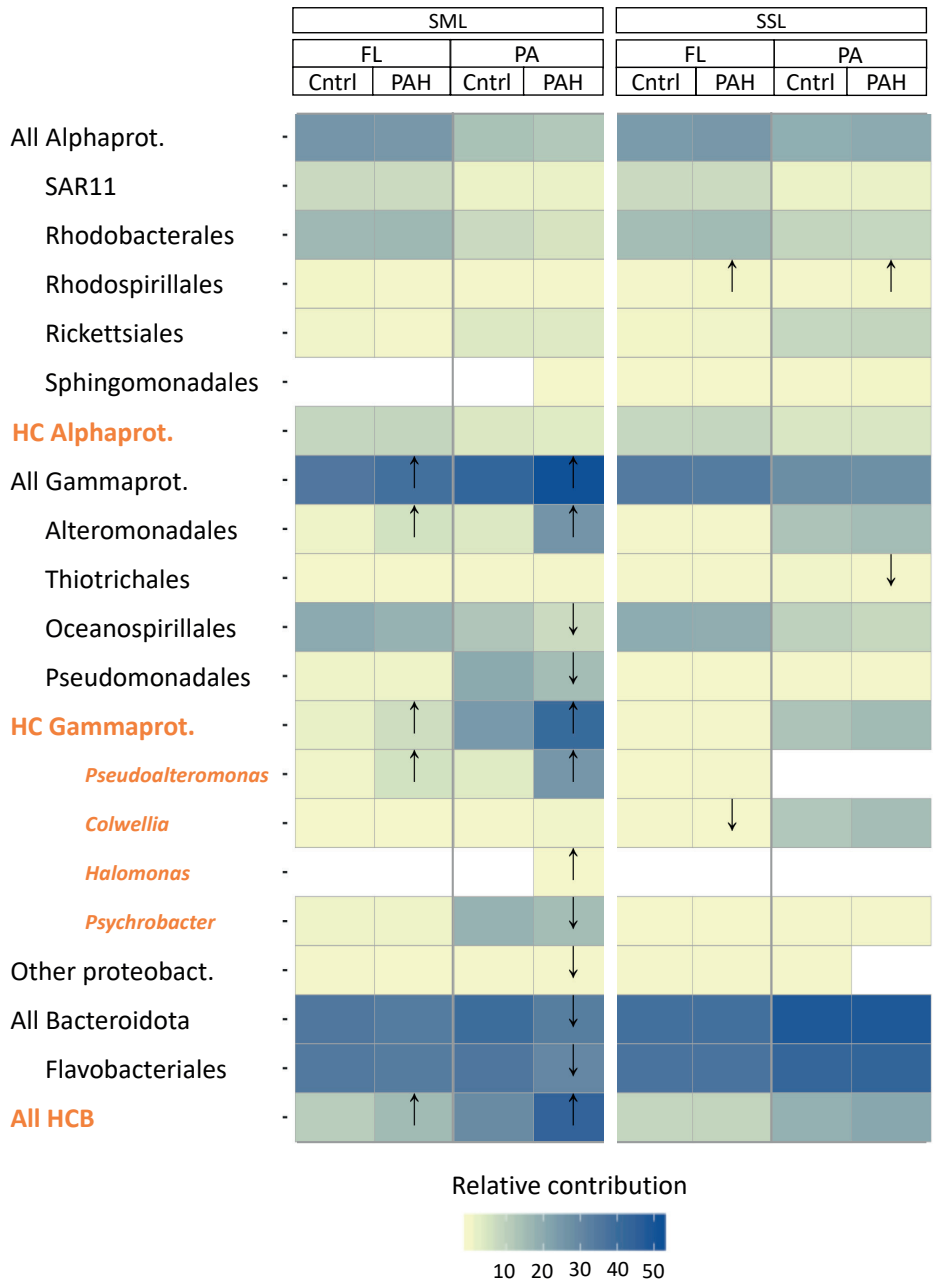 SML SSL
FL PA FL PA
Cntrl PAH Cntrl PAH Cntrl PAH Cntrl PAH
All Alphaprot.
SAR11
Rhodobacterales
Rhodospirillales
Rickettsiales
Sphingomonadales
HC Alphaprot.
All Gammaprot.
Alteromonadales
Thiotrichales
Oceanospirillales
Pseudomonadales
HC Gammaprot.
Pseudoalteromonas
Colwellia
Halomonas
Psychrobacter
Other proteobact.
All Bacteroidota
Flavobacteriales
All HCB
Relative contribution
10 20 30 40 50